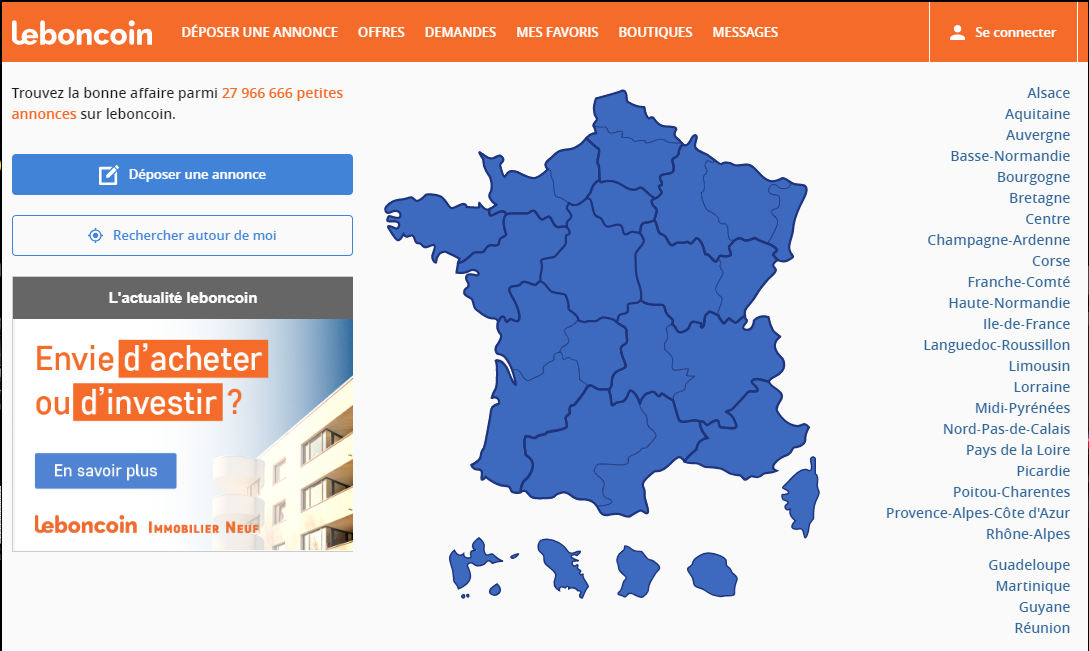 leboncoin
DÉPOSER UNE ANNONCE
OFFRES
DEMANDES
MES FAVORIS
BOUTIQUES
MESSAGES
Se connecter
Trouvez la bonne affaire parmi 27 966 666 petites
annonces sur leboncoin.
Déposer une annonce
Rechercher autour de moi
L'actualité leboncoin
Envie d'acheter
ou d'investir ?
En savoir plus
leboncoin IMMOBILIER NEUF
Alsace
Aquitaine
Auvergne
Basse-Normandie
Bourgogne
Bretagne
Centre
Champagne-Ardenne
Corse
Franche-Comté
Haute-Normandie
Ile-de-France
Languedoc-Roussillon
Limousin
Lorraine
Midi-Pyrénées
Nord-Pas-de-Calais
Pays de la Loire
Picardie
Poitou-Charentes
Provence-Alpes-Côte d'Azur
Rhône-Alpes
Guadeloupe
Martinique
Guyane
Réunion